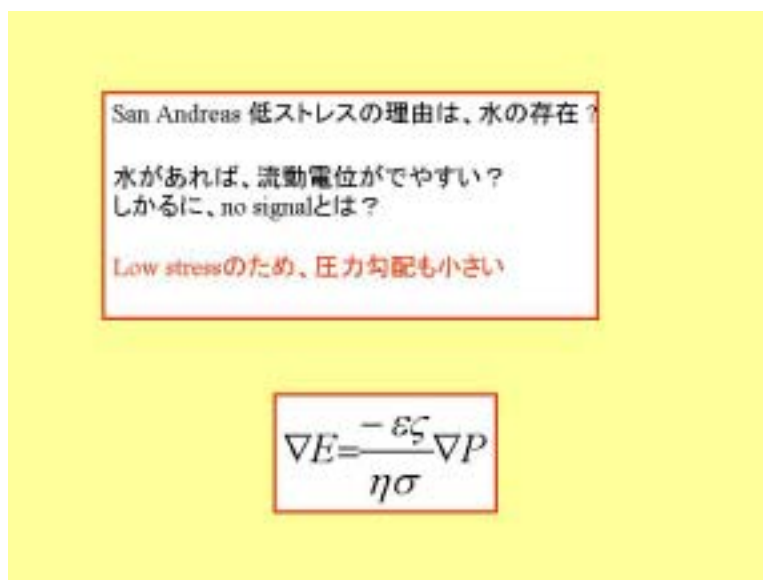 San Andreas 低ストレスの理由は、水の存在？
水があれば、流動電位がでやすい？
しかるに、no signalとは？
Low stressのため、圧力勾配も小さい
∇E=\frac{-ες}{ησ}∇P